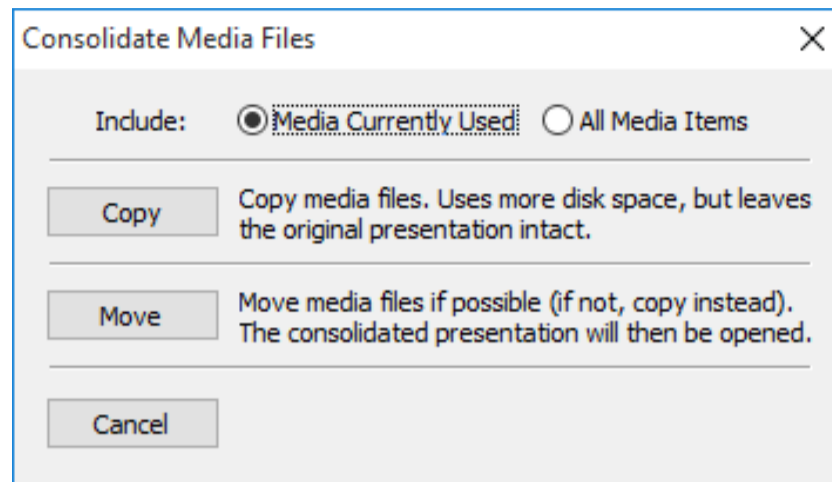 Consolidate Media Files
Include: Media Currently Used All Media Items
Copy
Copy media files. Uses more disk space, but leaves
the original presentation intact.
Move
Move media files if possible (if not, copy instead).
The consolidated presentation will then be opened.
Cancel